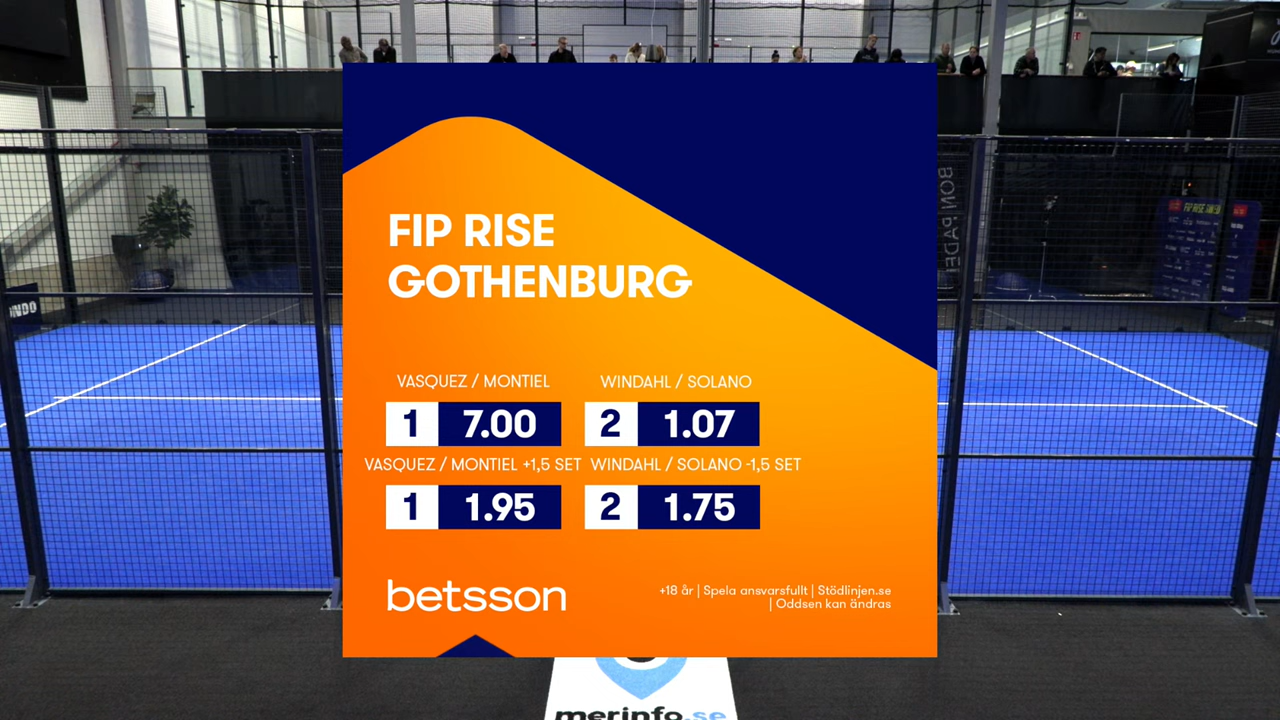 FIP RISE
GOTHENBURG
VASQUEZ / MONTIEL
1 7.00
WINDAHL / SOLANO
2 1.07
VASQUEZ / MONTIEL +1,5 SET
1 1.95
WINDAHL / SOLANO -1,5 SET
2 1.75
betsson
+18 år | Spela ansvarsfullt | Stödlinjen.se
| Oddsen kan ändras
BON PADEL
merinfo.se